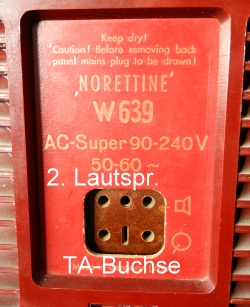 Keep dry!
Caution! Before removing back
panel mains plug to be drawn!
‚NORETTINE‘
W 639
AC-Super 90-240 V
50-60 ~
2. Lautspr.
TA-Buchse